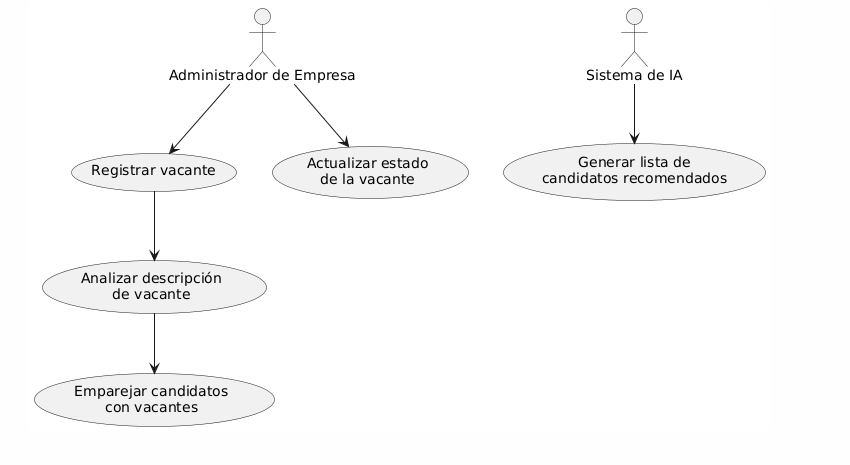 Administrador de Empresa
Sistema de IA
Registrar vacante
Actualizar estado
de la vacante
Generar lista de
candidatos recomendados
Analizar descripción
de vacante
Emparejar candidatos
con vacantes